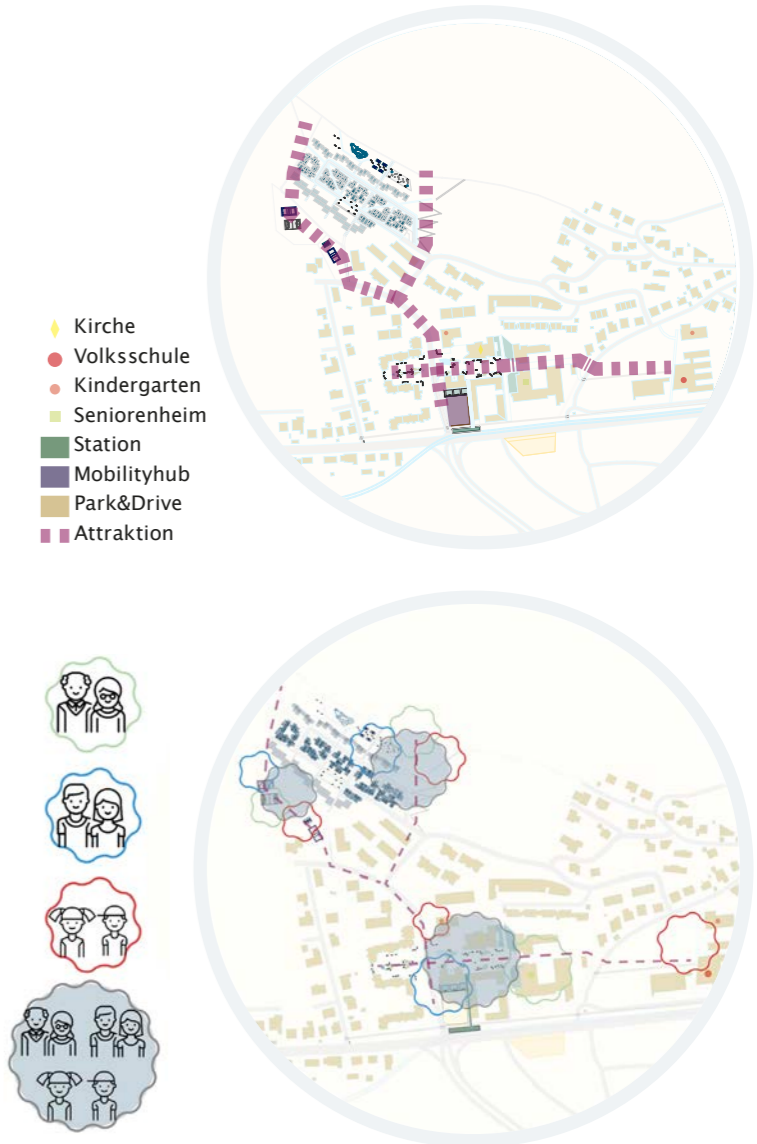 Kirche
Volksschule
Kindergarten
Seniorenheim
Station
Mobilityhub
Park&Drive
Attraktion